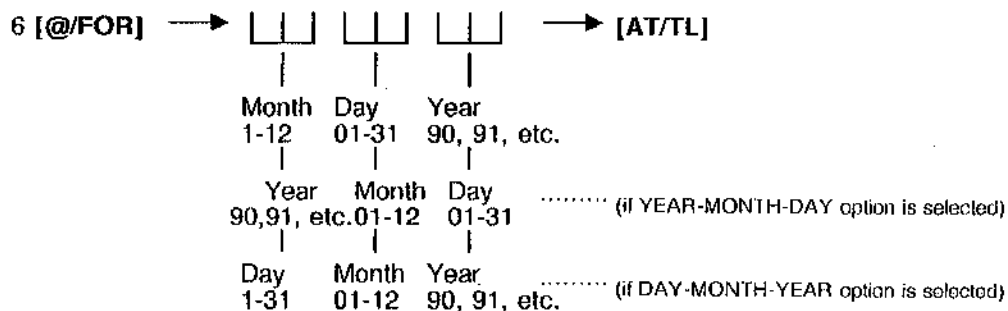 6 [@/FOR] [AT/TL]
Month Day Year
1-12 01-31 90, 91, etc.
Year Month Day
90,91, etc. 01-12 01-31 ········ (if YEAR-MONTH-DAY option is selected)
Day Month Year
1-31 01-12 90, 91, etc. ········ (if DAY-MONTH-YEAR option is selected)